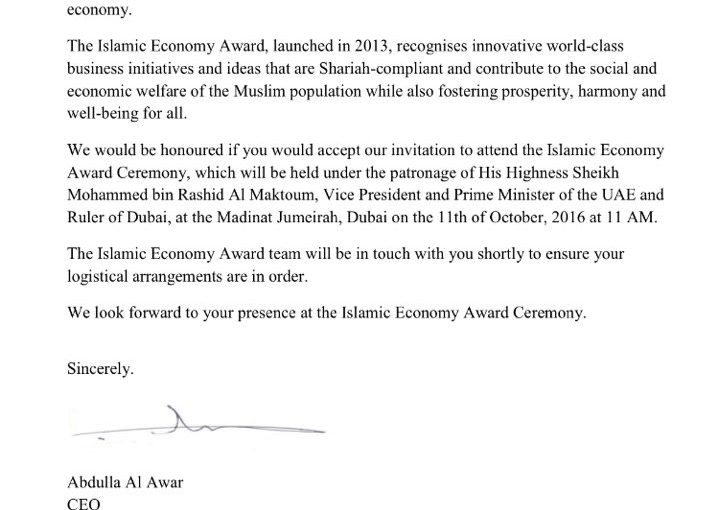 economy.
The Islamic Economy Award, launched in 2013, recognises innovative world-class
business initiatives and ideas that are Shariah-compliant and contribute to the social and
economic welfare of the Muslim population while also fostering prosperity, harmony and
well-being for all.
We would be honoured if you would accept our invitation to attend the Islamic Economy
Award Ceremony, which will be held under the patronage of His Highness Sheikh
Mohammed bin Rashid Al Maktoum, Vice President and Prime Minister of the UAE and
Ruler of Dubai, at the Madinat Jumeirah, Dubai on the 11th of October, 2016 at 11 AM.
The Islamic Economy Award team will be in touch with you shortly to ensure your
logistical arrangements are in order.
We look forward to your presence at the Islamic Economy Award Ceremony.
Sincerely.
Abdulla Al Awar
CEO